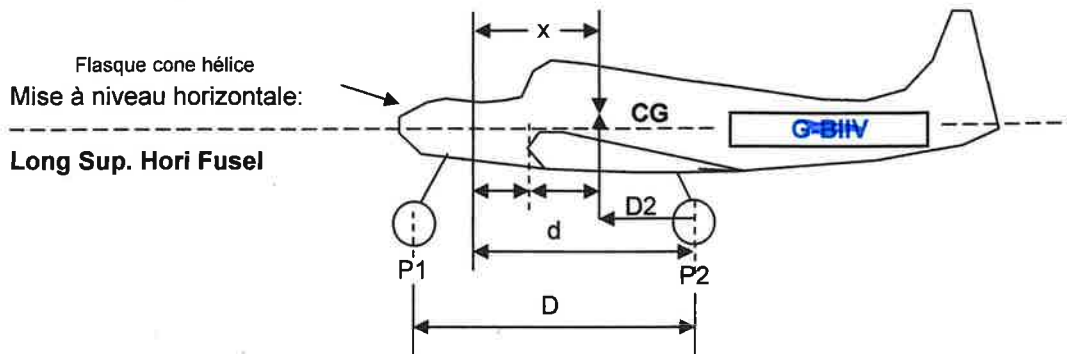 x
Flasque cone hélice
Mise à niveau horizontale:
CG
G-BIIV
Long Sup. Hori Fusel
D2
d
P1
P2
D